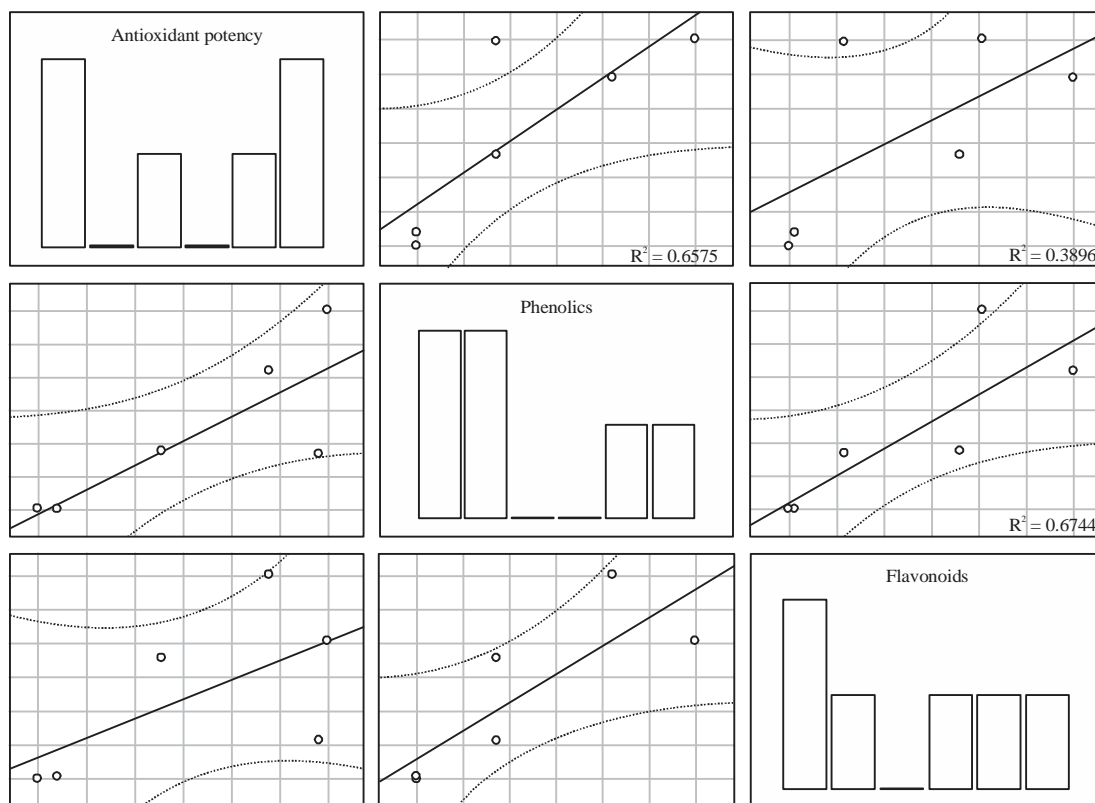 Antioxidant potency
R² = 0.6575
R² = 0.3896
Phenolics
R² = 0.6744
Flavonoids